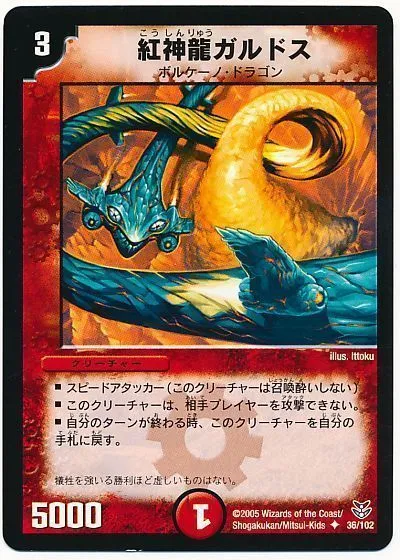 3
こうしんりゅう
紅神龍ガルドス
ボルケーノ・ドラゴン
illus. Ittoku
クリーチャー
■ スピードアタッカー(このクリーチャーは召喚酔いしない)
■ このクリーチャーは、相手プレイヤーを攻撃できない。
■ 自分のターンが終わる時、このクリーチャーを自分の
手札に戻す。
犠牲を強いる勝利ほど虚しいものはない。
5000
1
©2005 Wizards of the Coast/
Shogakukan/Mitsui-Kids ♦ 36/102